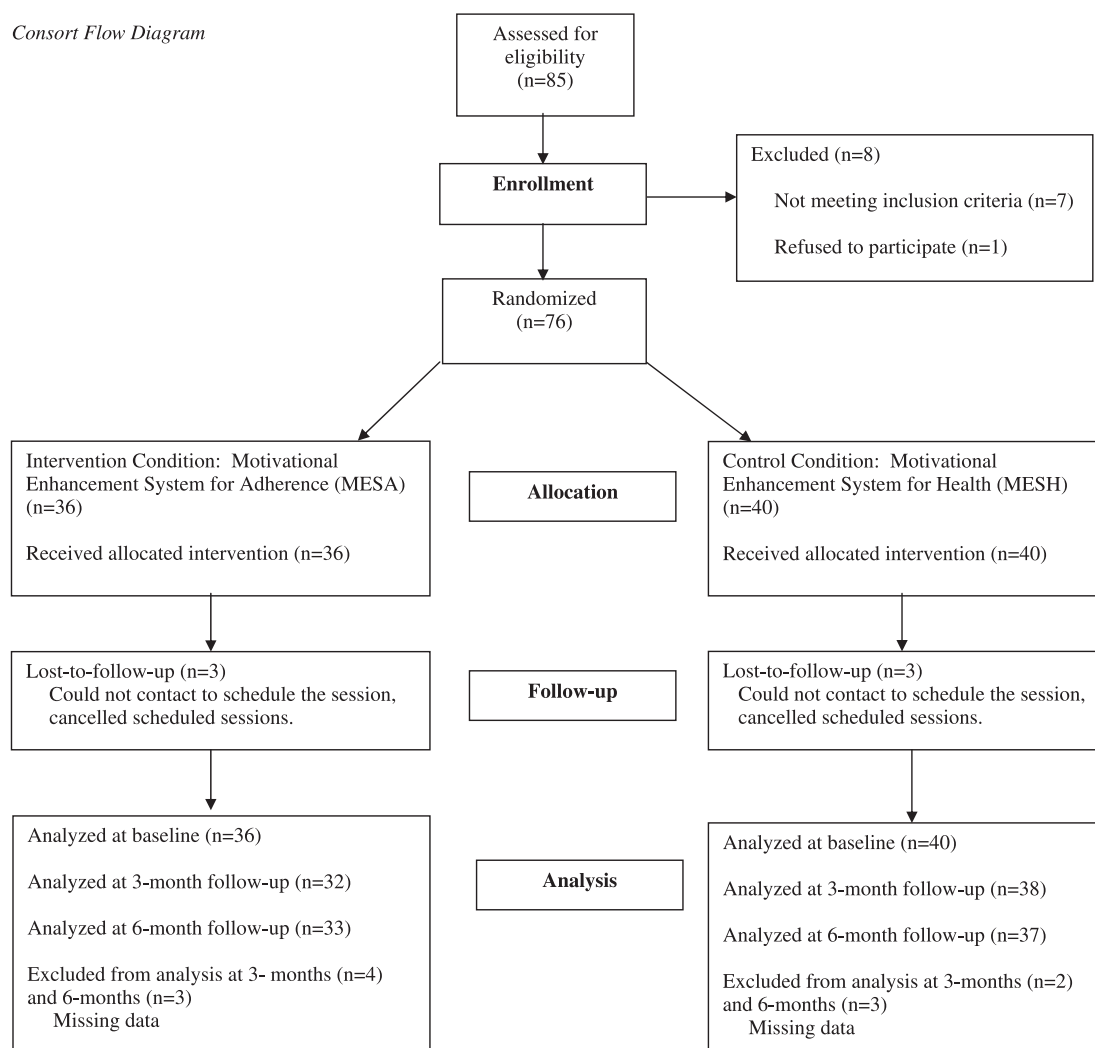 Consort Flow Diagram
Assessed for
eligibility
(n=85)
Enrollment
Excluded (n=8)
Not meeting inclusion criteria (n=7)
Refused to participate (n=1)
Randomized
(n=76)
Intervention Condition: Motivational
Enhancement System for Adherence (MESA)
(n=36)
Received allocated intervention (n=36)
Allocation
Control Condition: Motivational
Enhancement System for Health (MESH)
(n=40)
Received allocated intervention (n=40)
Lost-to-follow-up (n=3)
Could not contact to schedule the session,
cancelled scheduled sessions.
Follow-up
Lost-to-follow-up (n=3)
Could not contact to schedule the session,
cancelled scheduled sessions.
Analyzed at baseline (n=36)
Analyzed at 3-month follow-up (n=32)
Analyzed at 6-month follow-up (n=33)
Excluded from analysis at 3- months (n=4)
and 6-months (n=3)
Missing data
Analysis
Analyzed at baseline (n=40)
Analyzed at 3-month follow-up (n=38)
Analyzed at 6-month follow-up (n=37)
Excluded from analysis at 3-months (n=2)
and 6-months (n=3)
Missing data